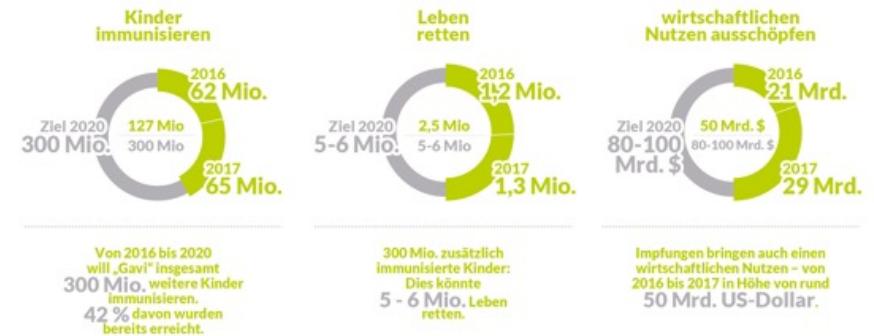 Kinder
immunisieren
2016
62 Mio.
Ziel 2020
300 Mio.
127 Mio
300 Mio
2017
65 Mio.
Von 2016 bis 2020
will „Gavi“ insgesamt
300 Mio. weitere Kinder
immunisieren.
42 % davon wurden
bereits erreicht.
Leben
retten
2016
1,2 Mio.
Ziel 2020
5-6 Mio.
2,5 Mio
5-6 Mio
2017
1,3 Mio.
300 Mio. zusätzlich
immunisierte Kinder:
Dies könnte
5 - 6 Mio. Leben
retten.
wirtschaftlichen
Nutzen ausschöpfen
2016
21 Mrd.
Ziel 2020
80-100
Mrd. $
50 Mrd. $
80-100 Mrd. $
2017
29 Mrd.
Impfungen bringen auch einen
wirtschaftlichen Nutzen – von
2016 bis 2017 in Höhe von rund
50 Mrd. US-Dollar.